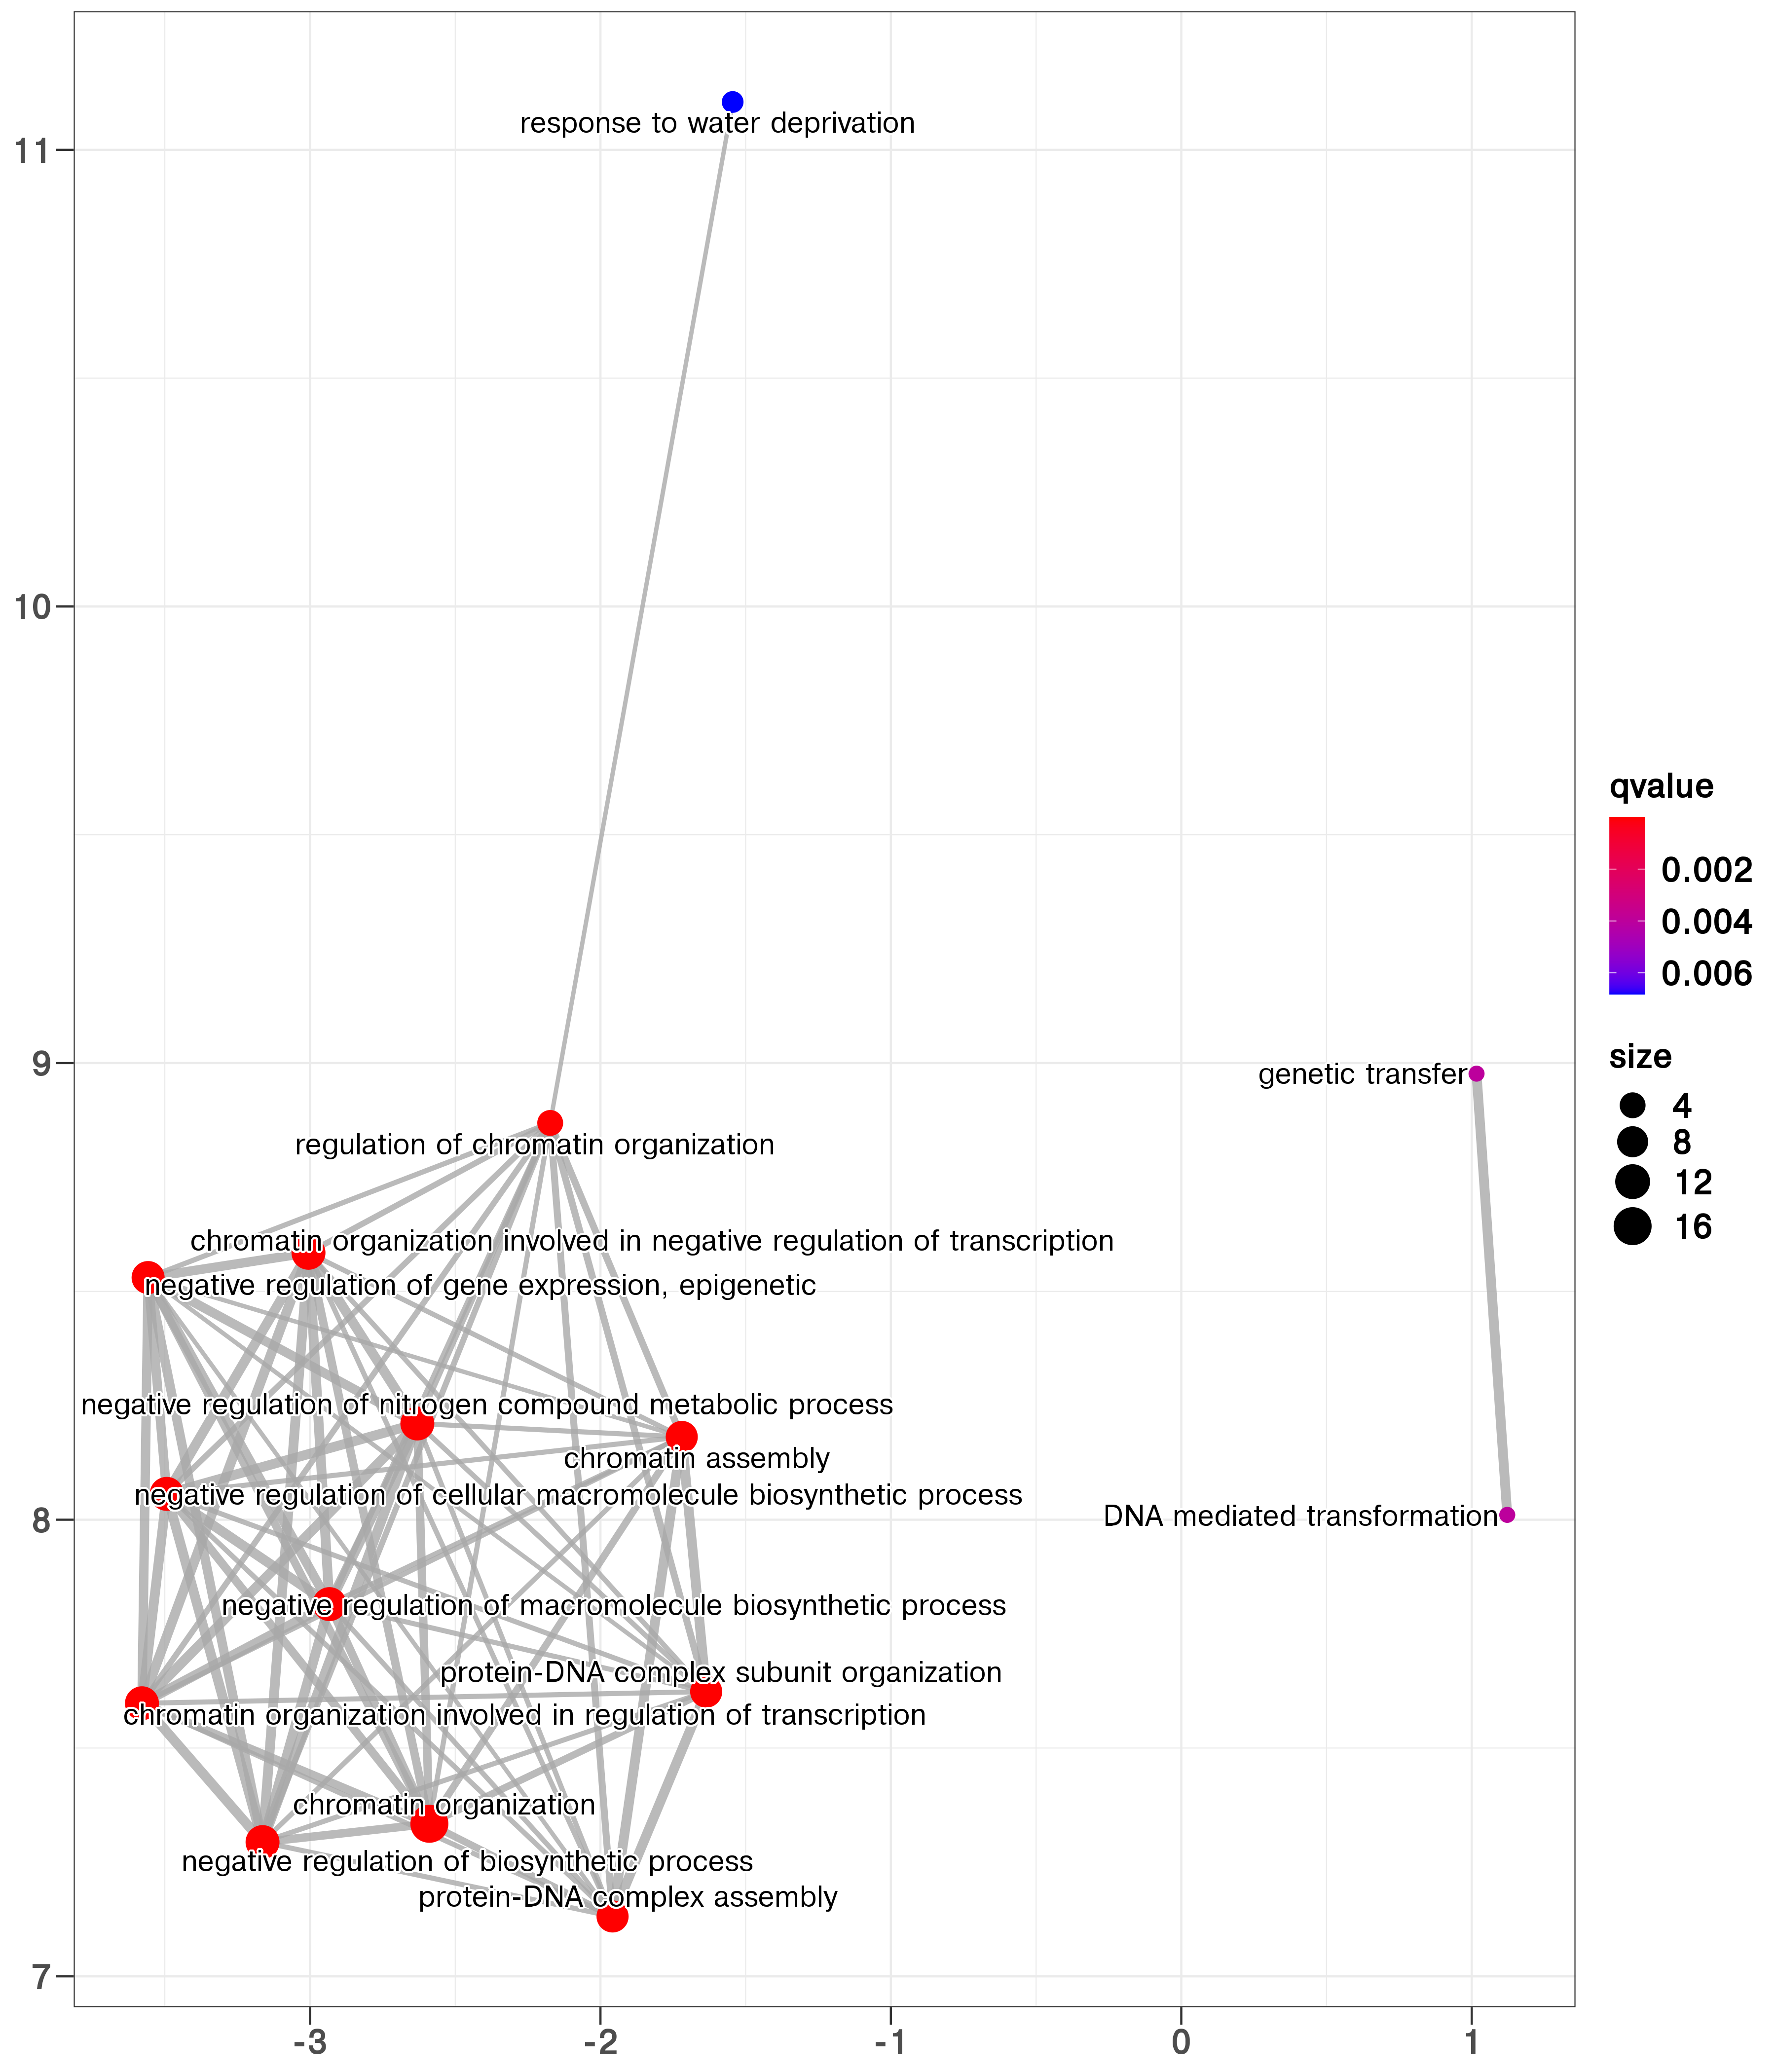 response to water deprivation
11
10
9
8
7
genetic transfer
regulation of chromatin organization
chromatin organization involved in negative regulation of transcription
negative regulation of gene expression, epigenetic
negative regulation of nitrogen compound metabolic process
chromatin assembly
negative regulation of cellular macromolecule biosynthetic process
DNA mediated transformation
negative regulation of macromolecule biosynthetic process
protein-DNA complex subunit organization
chromatin organization involved in regulation of transcription
chromatin organization
negative regulation of biosynthetic process
protein-DNA complex assembly
-3
-2
-1
0
1
qvalue
0.002
0.004
0.006
size
4
8
12
16